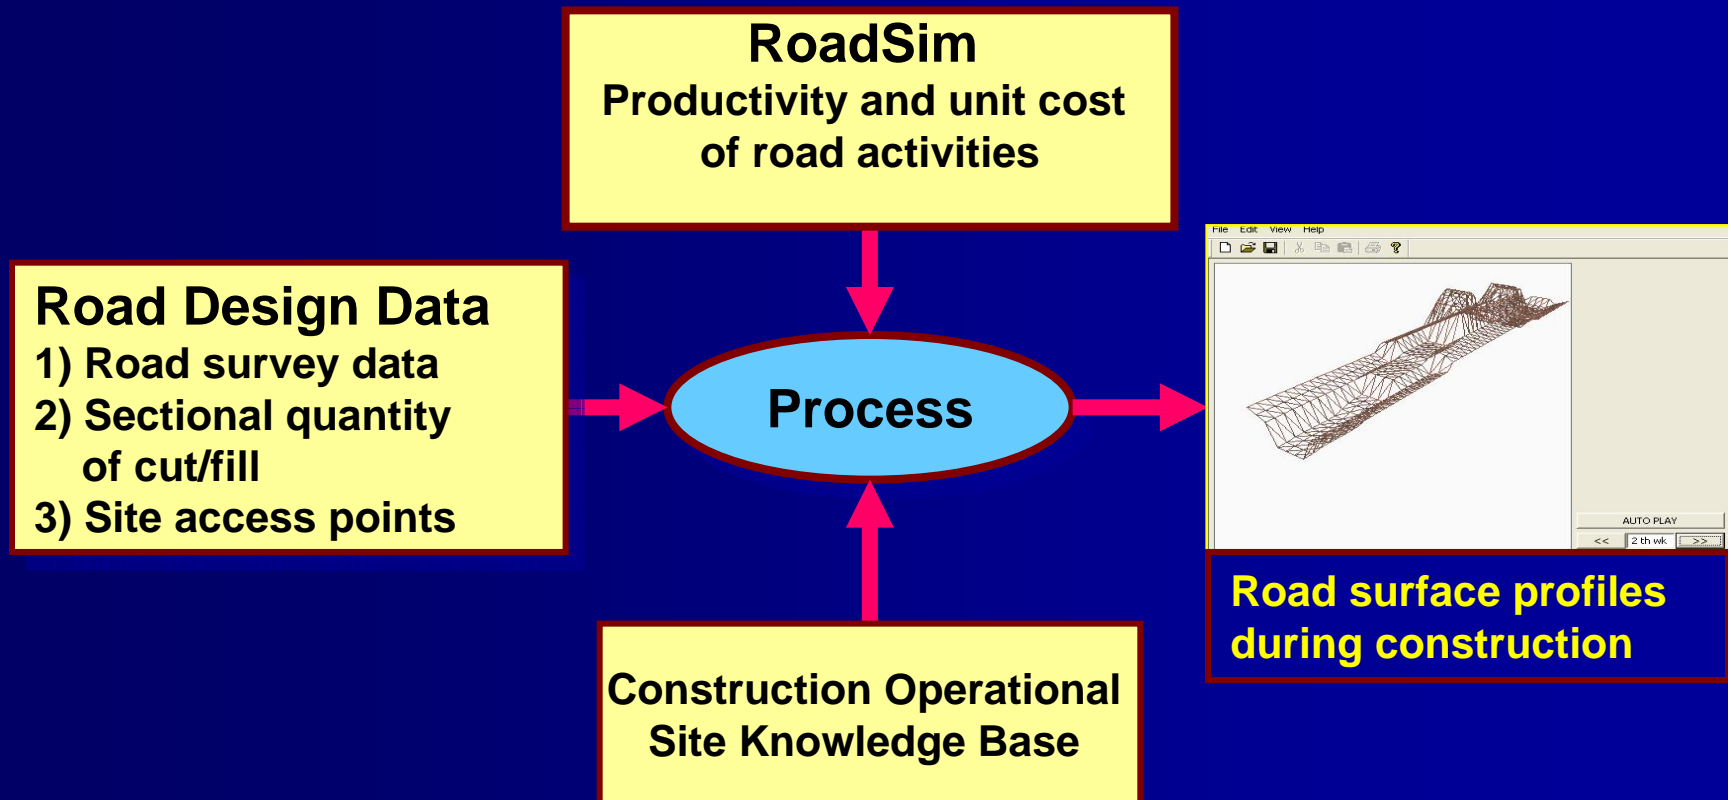 RoadSim
Productivity and unit cost
of road activities
File Edit View Help
Road Design Data
1) Road survey data
2) Sectional quantity
of cut/fill
3) Site access points
Process
AUTO PLAY
<< 2 th wk >>
Road surface profiles
during construction
Construction Operational
Site Knowledge Base